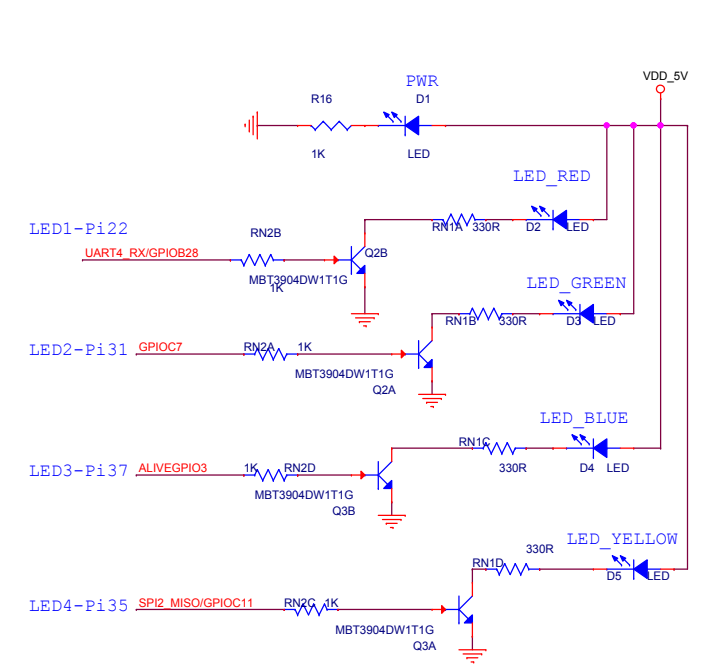 VDD_5V
PWR
R16
D1
1K
LED
LED_RED
LED1-Pi22
RN2B
RN1A 330R
D2
LED
UART4_RX/GPIOB28
Q2B
MBT3904DW1T1G
1K
LED_GREEN
RN1B
330R
D3
LED
LED2-Pi31
GPIOC7
RN2A
1K
MBT3904DW1T1G
Q2A
LED_BLUE
RN1C
330R
D4
LED
LED3-Pi37
ALIVEGPIO3
1K
RN2D
MBT3904DW1T1G
Q3B
LED_YELLOW
330R
RN1D
D5
LED
LED4-Pi35
SPI2_MISO/GPIOC11
RN2C
1K
MBT3904DW1T1G
Q3A